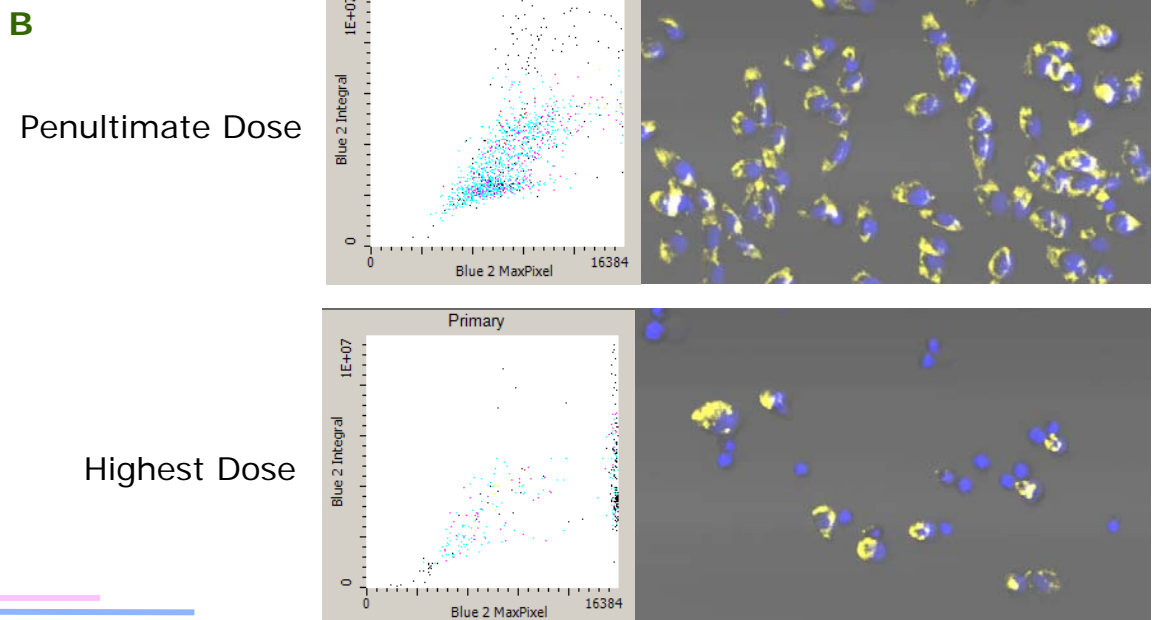 B
1E+07
Penultimate Dose
Blue 2 Integral
0
0
16384
Blue 2 MaxPixel
Primary
1E+07
Highest Dose
Blue 2 Integral
0
0
16384
Blue 2 MaxPixel